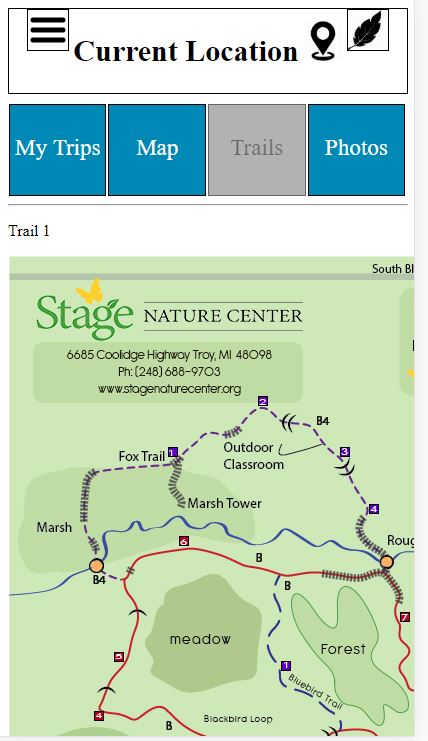 Current Location
My Trips Map Trails Photos
Trail 1
South Bl
Stage NATURE CENTER
6685 Coolidge Highway Troy, MI 48098
Ph: (248) 688-9703
www.stagenaturecenter.org
2
B4
Fox Trail 1
Outdoor
Classroom
3
Marsh Tower
4
Marsh
Roug
6
B
B4
B
7
meadow
Forest
5
1
Bluebird Trail
4
Blackbird Loop
B